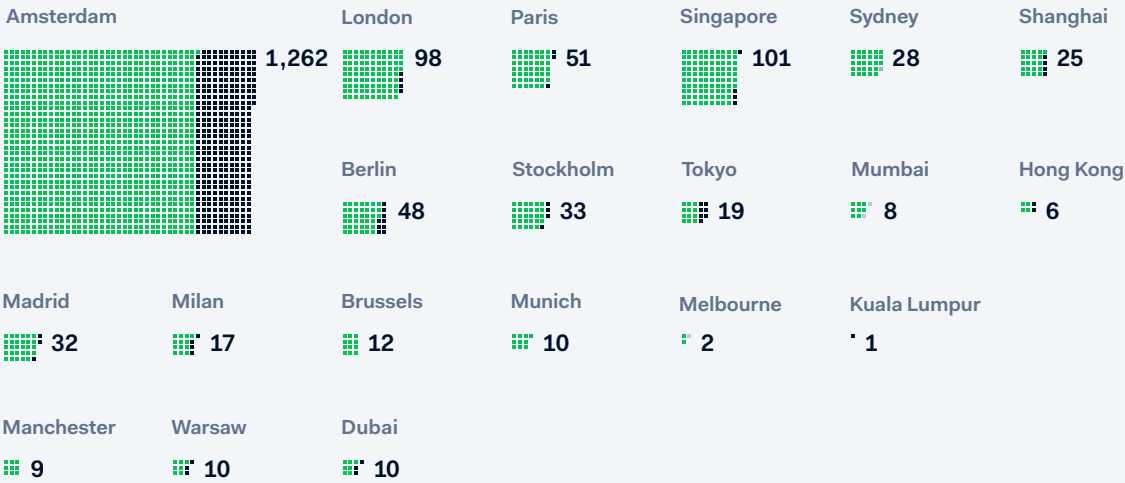 Amsterdam
1,262
London
98
Paris
51
Singapore
101
Sydney
28
Shanghai
25
Berlin
48
Stockholm
33
Tokyo
19
Mumbai
8
Hong Kong
6
Madrid
32
Milan
17
Brussels
12
Munich
10
Melbourne
2
Kuala Lumpur
1
Manchester
9
Warsaw
10
Dubai
10